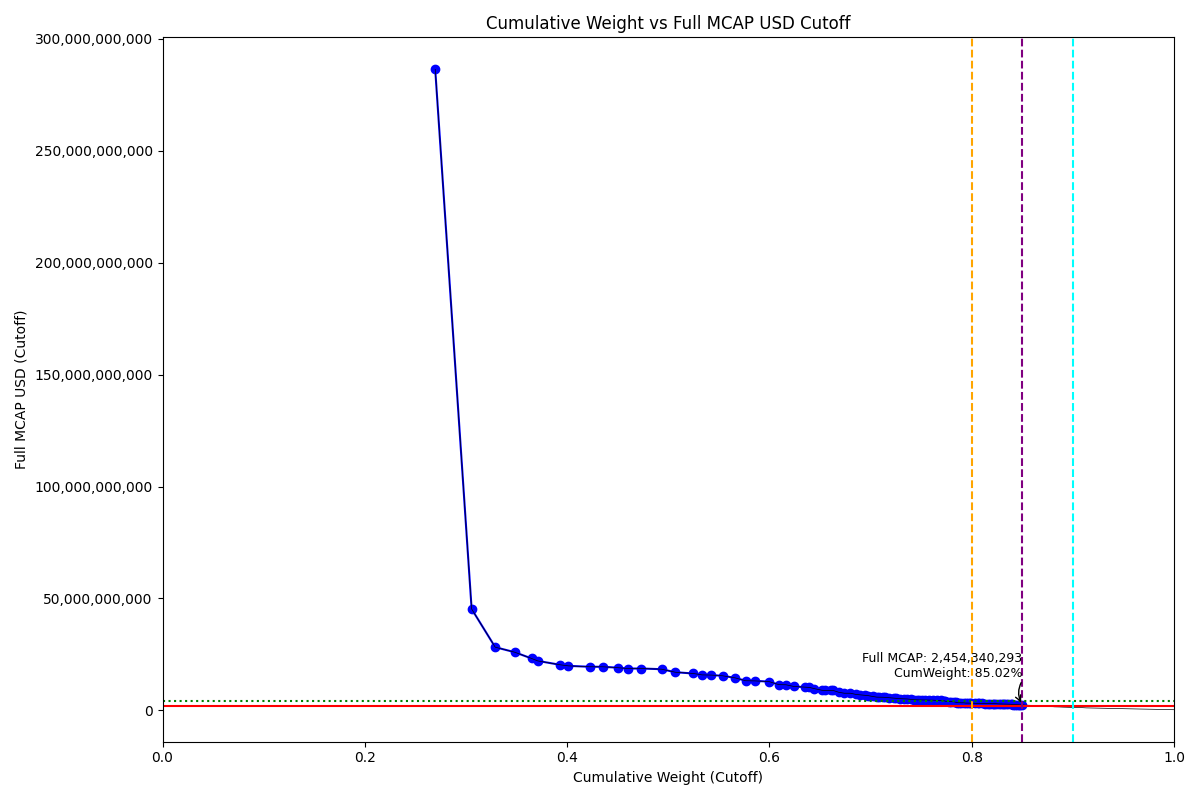 Cumulative Weight vs Full MCAP USD Cutoff
300,000,000,000
250,000,000,000
200,000,000,000
150,000,000,000
100,000,000,000
50,000,000,000
0
Full MCAP USD (Cutoff)
Full MCAP: 2,454,340,293
CumWeight: 85.02%
0.0 0.2 0.4 0.6 0.8 1.0
Cumulative Weight (Cutoff)